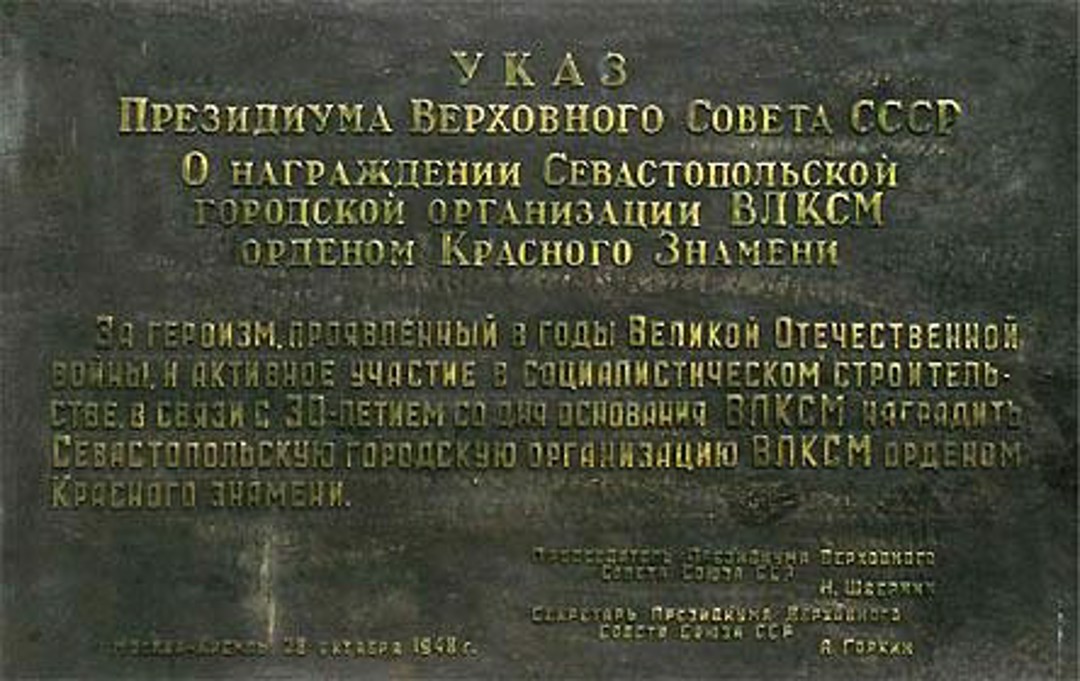 УКАЗ
ПРЕЗИДИУМА ВЕРХОВНОГО СОВЕТА СССР
О НАГРАЖДЕНИИ СЕВАСТОПОЛЬСКОЙ
ГОРОДСКОЙ ОРГАНИЗАЦИИ ВЛКСМ
ОРДЕНОМ КРАСНОГО ЗНАМЕНИ
ЗА ГЕРОИЗМ, ПРОЯВЛЕННЫЙ В ГОДЫ ВЕЛИКОЙ ОТЕЧЕСТВЕННОЙ
ВОЙНЫ, И АКТИВНОЕ УЧАСТИЕ В СОЦИАЛИСТИЧЕСКОМ СТРОИТЕЛЬ-
СТВЕ, В СВЯЗИ С 30-ЛЕТИЕМ СО ДНЯ ОСНОВАНИЯ ВЛКСМ НАГРАДИТЬ
СЕВАСТОПОЛЬСКУЮ ГОРОДСКУЮ ОРГАНИЗАЦИЮ ВЛКСМ ОРДЕНОМ
КРАСНОГО ЗНАМЕНИ.
ПРЕДСЕДАТЕЛЬ ПРЕЗИДИУМА ВЕРХОВНОГО
СОВЕТА СОЮЗА ССР
Н. ШВЕРНИК
СЕКРЕТАРЬ ПРЕЗИДИУМА ВЕРХОВНОГО
СОВЕТА СОЮЗА ССР
А. ГОРКИН
28 ОКТЯБРЯ 1948 г.